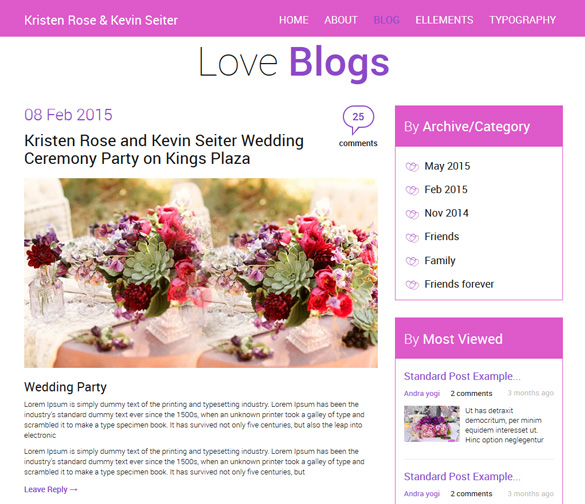 Kristen Rose & Kevin Seiter
HOME ABOUT BLOG ELLEMENTS TYPOGRAPHY
Love Blogs
08 Feb 2015
25
comments
Kristen Rose and Kevin Seiter Wedding
Ceremony Party on Kings Plaza
Wedding Party
Lorem Ipsum is simply dummy text of the printing and typesetting industry. Lorem Ipsum has been the
industry's standard dummy text ever since the 1500s, when an unknown printer took a galley of type and
scrambled it to make a type specimen book. It has survived not only five centuries, but also the leap into
electronic
Lorem Ipsum is simply dummy text of the printing and typesetting industry. Lorem Ipsum has been the
industry's standard dummy text ever since the 1500s, when an unknown printer took a galley of type and
scrambled it to make a type specimen book. It has survived not only five centuries, but
Leave Reply →
By Archive/Category
May 2015
Feb 2015
Nov 2014
Friends
Family
Friends forever
By Most Viewed
Standard Post Example...
Andra yogi 2 comments 3 months ago
Ut has detraxit
democritum, per minim
equidem interesset ut.
Hinc option neglegentur
Standard Post Example...
Andra yogi 2 comments 3 months ago